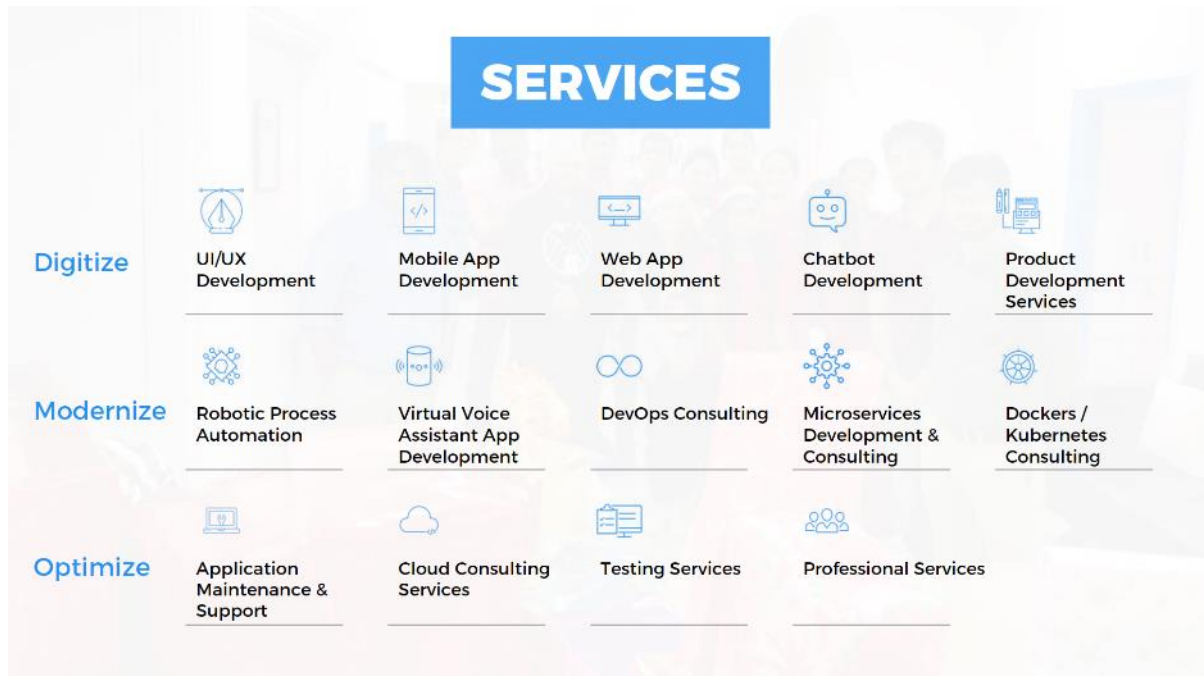 SERVICES
Digitize
UI/UX
Development
Mobile App
Development
Web App
Development
Chatbot
Development
Product
Development
Services
Modernize
Robotic Process
Automation
Virtual Voice
Assistant App
Development
DevOps Consulting
Microservices
Development &
Consulting
Dockers /
Kubernetes
Consulting
Optimize
Application
Maintenance &
Support
Cloud Consulting
Services
Testing Services
Professional Services